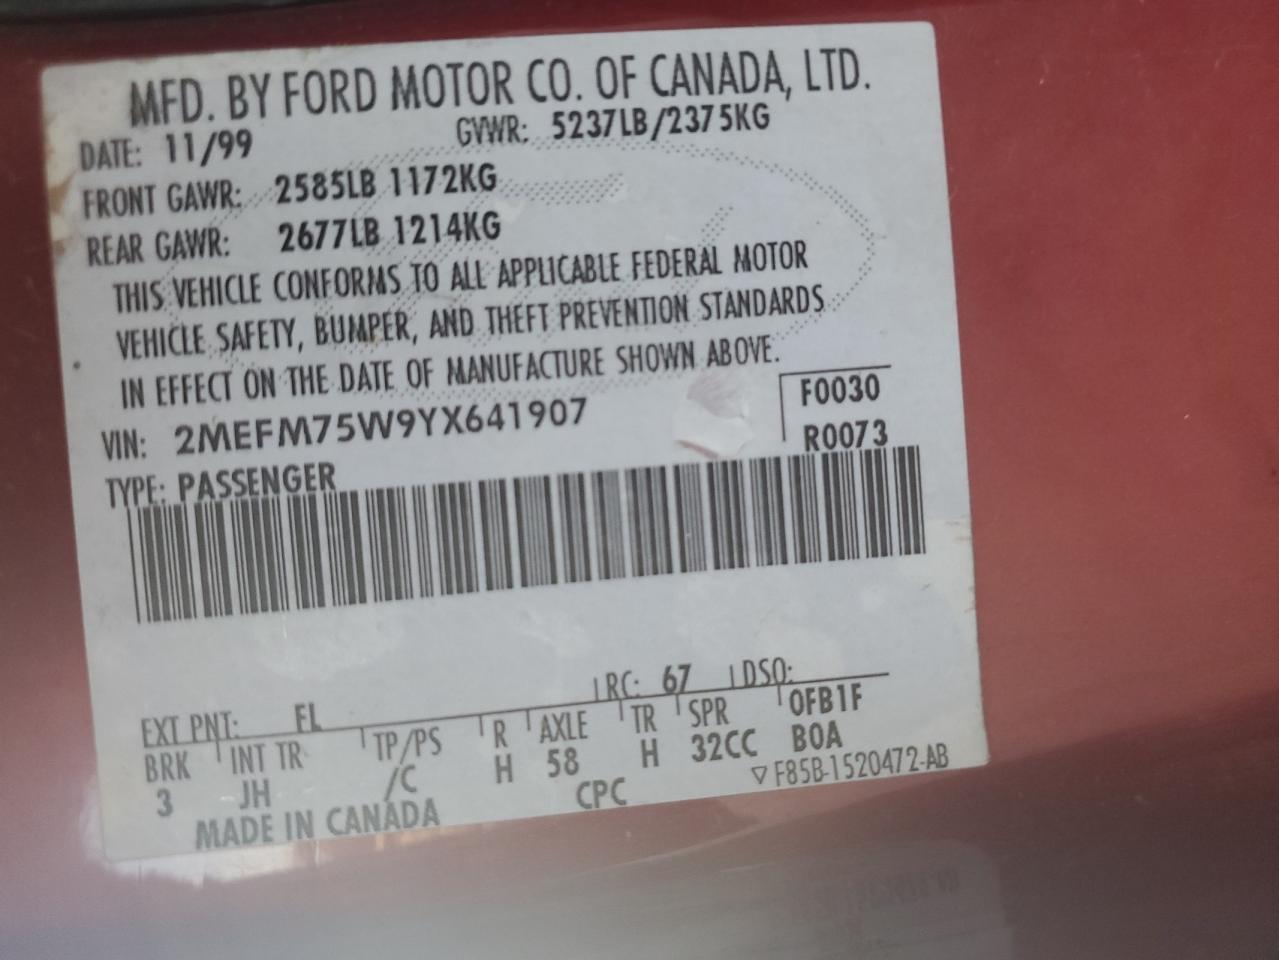 MFD. BY FORD MOTOR CO. OF CANADA, LTD.
DATE: 11/99 GVWR: 5237LB/2375KG
FRONT GAWR: 2585LB 1172KG
REAR GAWR: 2677LB 1214KG
THIS VEHICLE CONFORMS TO ALL APPLICABLE FEDERAL MOTOR
VEHICLE SAFETY, BUMPER, AND THEFT PREVENTION STANDARDS
IN EFFECT ON THE DATE OF MANUFACTURE SHOWN ABOVE.
VIN: 2MEFM75W9YX641907 F0030
TYPE: PASSENGER R0073
EXT PNT: FL RC: 67 DSO:
BRK INT TR TP/PS R AXLE TR SPR 0FB1F
3 JH /C H 58 H 32CC B0A
MADE IN CANADA CPC ▽ F85B-1520472-AB